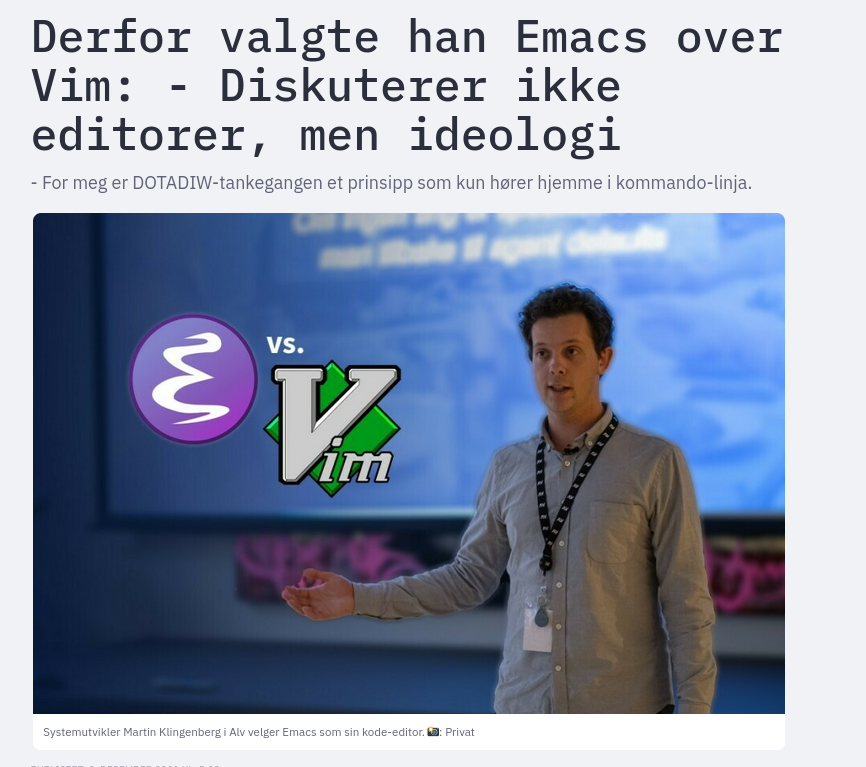 Derfor valgte han Emacs over
Vim: - Diskuterer ikke
editorer, men ideologi
- For meg er DOTADIW-tankegangen et prinsipp som kun hører hjemme i kommando-linja.
vs.
Vim
Systemutvikler Martin Klingenberg i Alv velger Emacs som sin kode-editor. 📸: Privat